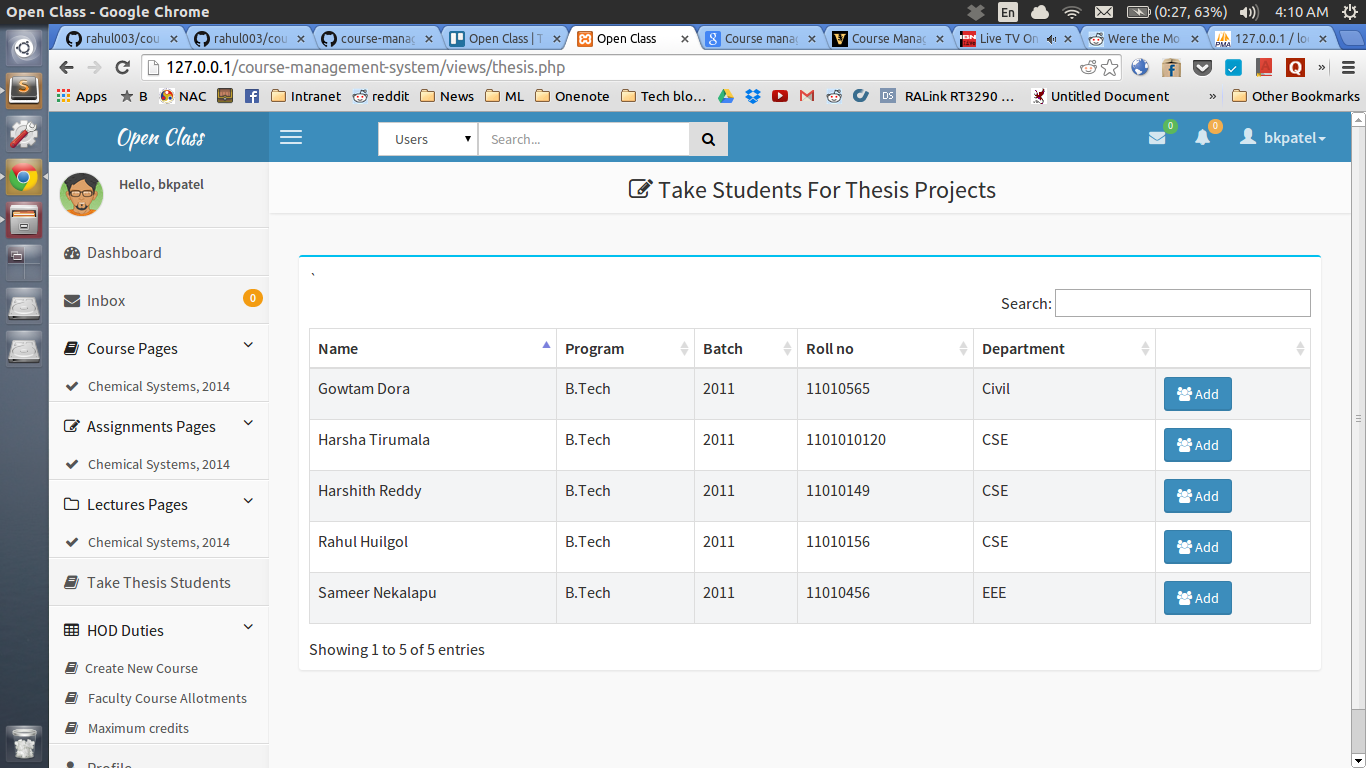 Open Class - Google Chrome
En
(0:27, 63%)
4:10 AM
rahul003/cou
rahul003/cou
course-manag
Open Class | T
Open Class
Course manag
Course Manag
Live TV On
Were the Mo
127.0.0.1 / lo
127.0.0.1/course-management-system/views/thesis.php
Apps
B
NAC
Intranet
reddit
News
ML
Onenote
Tech blo...
DS
RALink RT3290 ...
Untitled Document
»
Other Bookmarks
Open Class
Users
Search...
0
0
bkpatel
Hello, bkpatel
Take Students For Thesis Projects
Dashboard
Inbox
0
Course Pages
Chemical Systems, 2014
Assignments Pages
Chemical Systems, 2014
Lectures Pages
Chemical Systems, 2014
Take Thesis Students
HOD Duties
Create New Course
Faculty Course Allotments
Maximum credits
Profile
`
Search:
Name Program Batch Roll no Department
Gowtam Dora B.Tech 2011 11010565 Civil Add
Harsha Tirumala B.Tech 2011 1101010120 CSE Add
Harshith Reddy B.Tech 2011 11010149 CSE Add
Rahul Huilgol B.Tech 2011 11010156 CSE Add
Sameer Nekalapu B.Tech 2011 11010456 EEE Add
Showing 1 to 5 of 5 entries